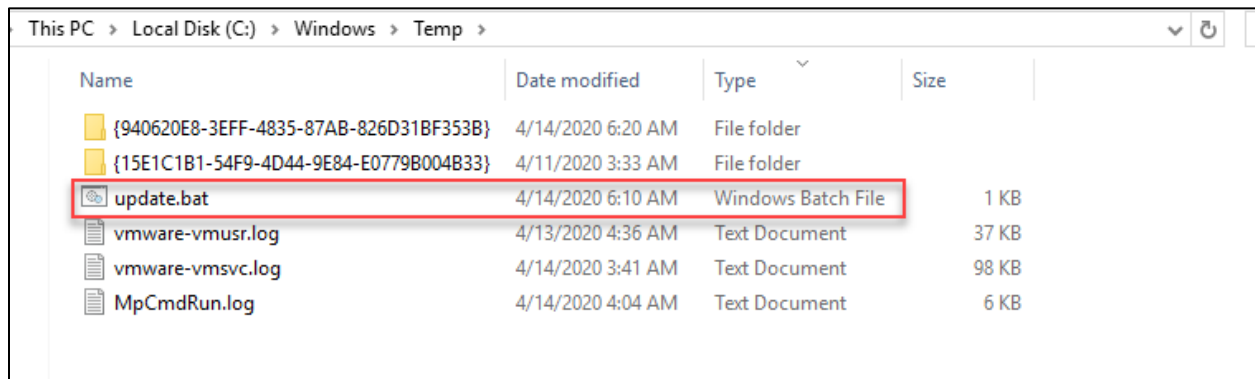 This PC > Local Disk (C:) > Windows > Temp >
Name Date modified Type Size
{940620E8-3EFF-4835-87AB-826D31BF353B} 4/14/2020 6:20 AM File folder
{15E1C1B1-54F9-4D44-9E84-E0779B004B33} 4/11/2020 3:33 AM File folder
update.bat 4/14/2020 6:10 AM Windows Batch File 1 KB
vmware-vmusr.log 4/13/2020 4:36 AM Text Document 37 KB
vmware-vmsvc.log 4/14/2020 3:41 AM Text Document 98 KB
MpCmdRun.log 4/14/2020 4:04 AM Text Document 6 KB